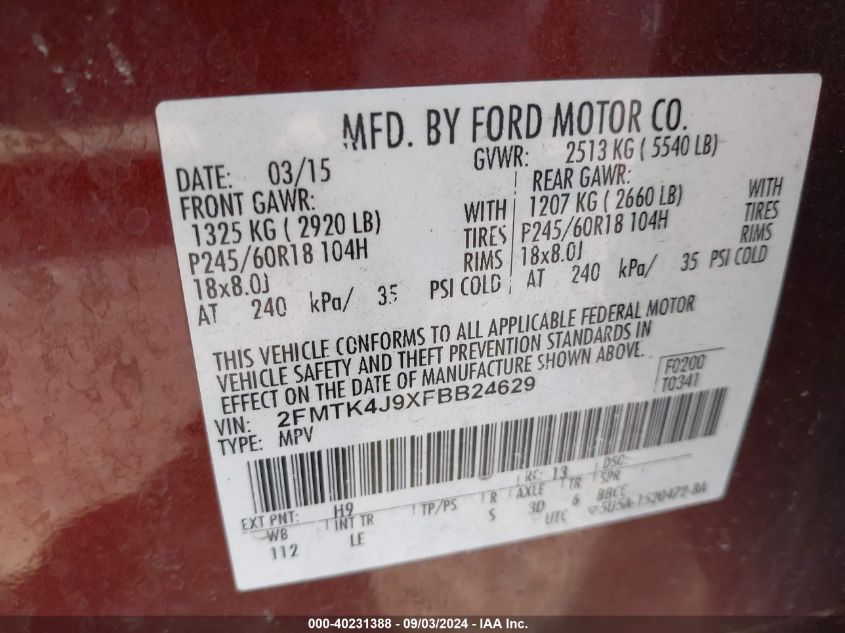 MFD. BY FORD MOTOR CO.
DATE: 03/15
GVWR: 2513 KG ( 5540 LB)
FRONT GAWR:
1325 KG ( 2920 LB) WITH
P245/60R18 104H TIRES
18x8.0J RIMS
AT 240 kPa/ 35 PSI COLD
REAR GAWR:
1207 KG ( 2660 LB) WITH
P245/60R18 104H TIRES
18x8.0J RIMS
AT 240 kPa/ 35 PSI COLD
THIS VEHICLE CONFORMS TO ALL APPLICABLE FEDERAL MOTOR
VEHICLE SAFETY AND THEFT PREVENTION STANDARDS IN
EFFECT ON THE DATE OF MANUFACTURE SHOWN ABOVE.
F0200
T0341
VIN: 2FMTK4J9XFBB24629
TYPE: MPV
EXT PNT: H9 RC: 13 DSO:
WB INT TR TP/PS R AXLE TR SPR
112 LE S 3D 6 BBCC
UTC 5U5A-1520472-BA
000-40231388 - 09/03/2024 - IAA Inc.